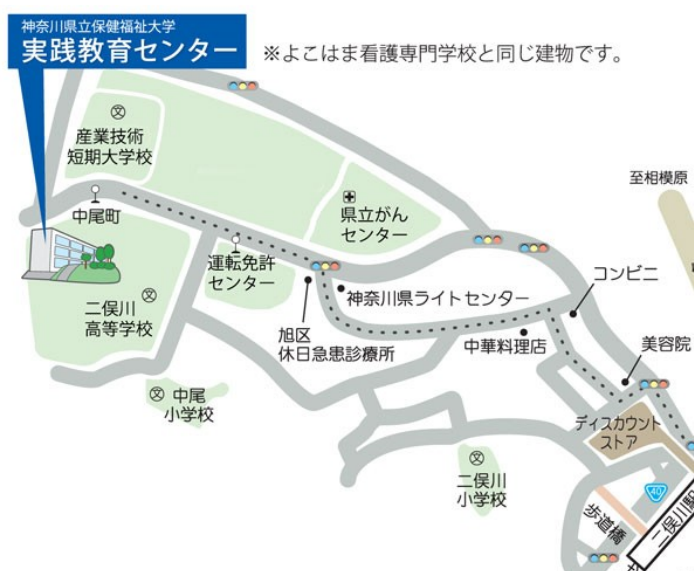 神奈川県立保健福祉大学
実践教育センター
※よこはま看護専門学校と同じ建物です。
産業技術
短期大学校
至相模原
中尾町
県立がん
センター
運転免許
センター
コンビニ
神奈川県ライトセンター
二俣川
高等学校
旭区
休日急患診療所
中華料理店
美容院
中尾
小学校
ディスカウント
ストア
二俣川
小学校
40
歩道橋
二俣川駅